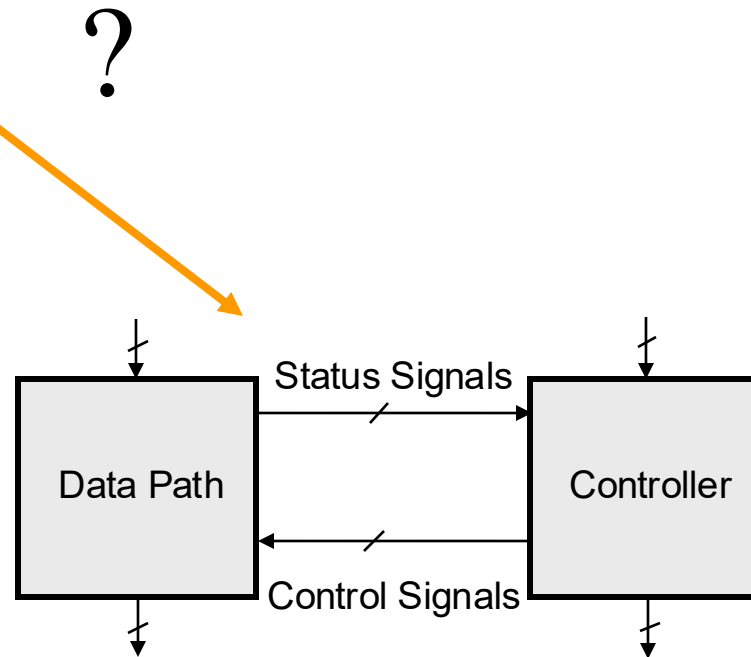 ?
Status Signals
Data Path
Controller
Control Signals